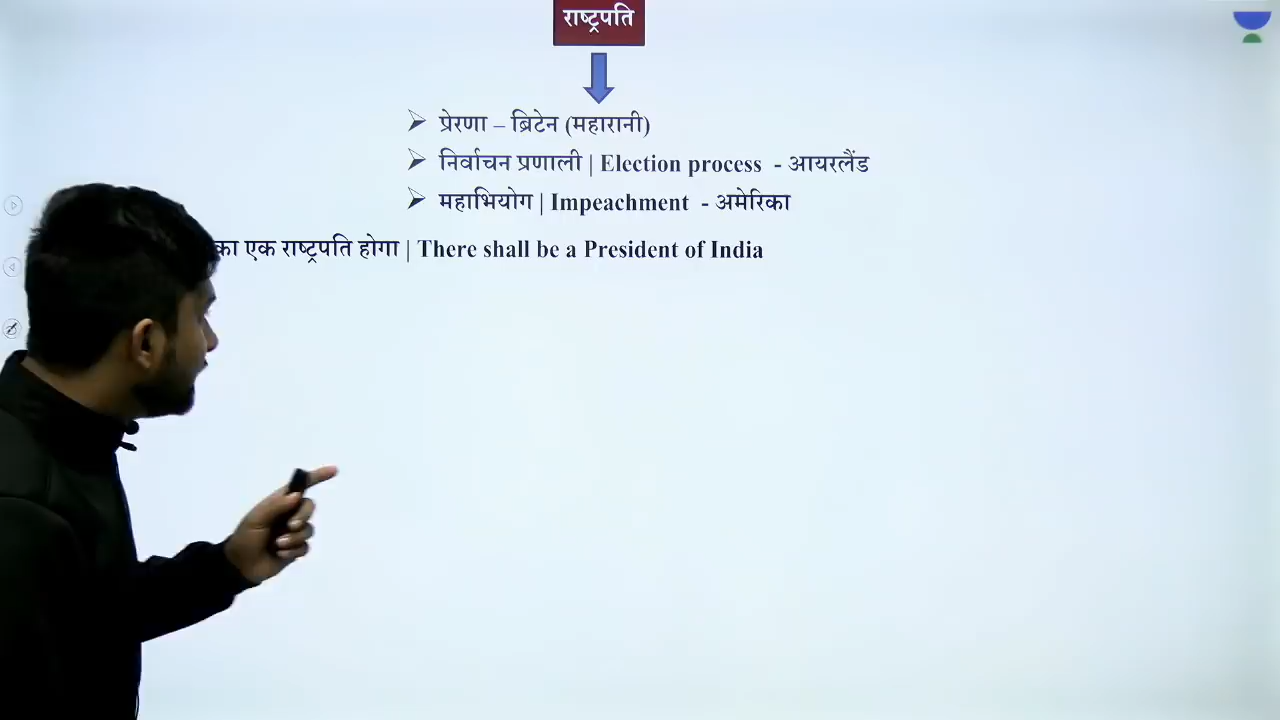 राष्ट्रपति
प्रेरणा – ब्रिटेन (महारानी)
निर्वाचन प्रणाली | Election process - आयरलैंड
महाभियोग | Impeachment - अमेरिका
का एक राष्ट्रपति होगा | There shall be a President of India